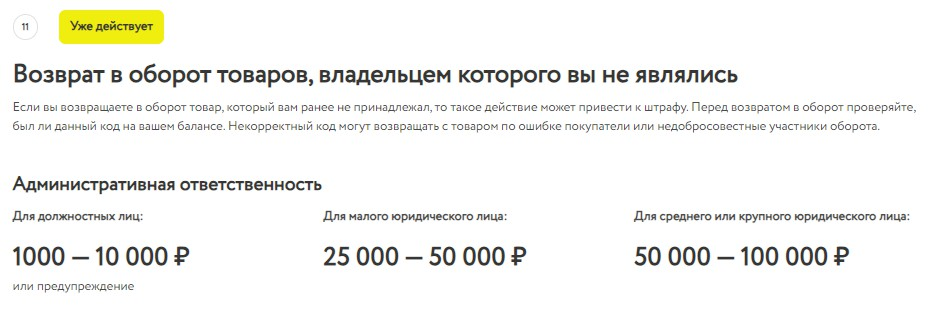 11
Уже действует
Возврат в оборот товаров, владельцем которого вы не являлись
Если вы возвращаете в оборот товар, который вам ранее не принадлежал, то такое действие может привести к штрафу. Перед возвратом в оборот проверяйте,
был ли данный код на вашем балансе. Некорректный код могут возвращать с товаром по ошибке покупатели или недобросовестные участники оборота.
Административная ответственность
Для должностных лиц:
1000 — 10 000 ₽
или предупреждение
Для малого юридического лица:
25 000 — 50 000 ₽
Для среднего или крупного юридического лица:
50 000 — 100 000 ₽